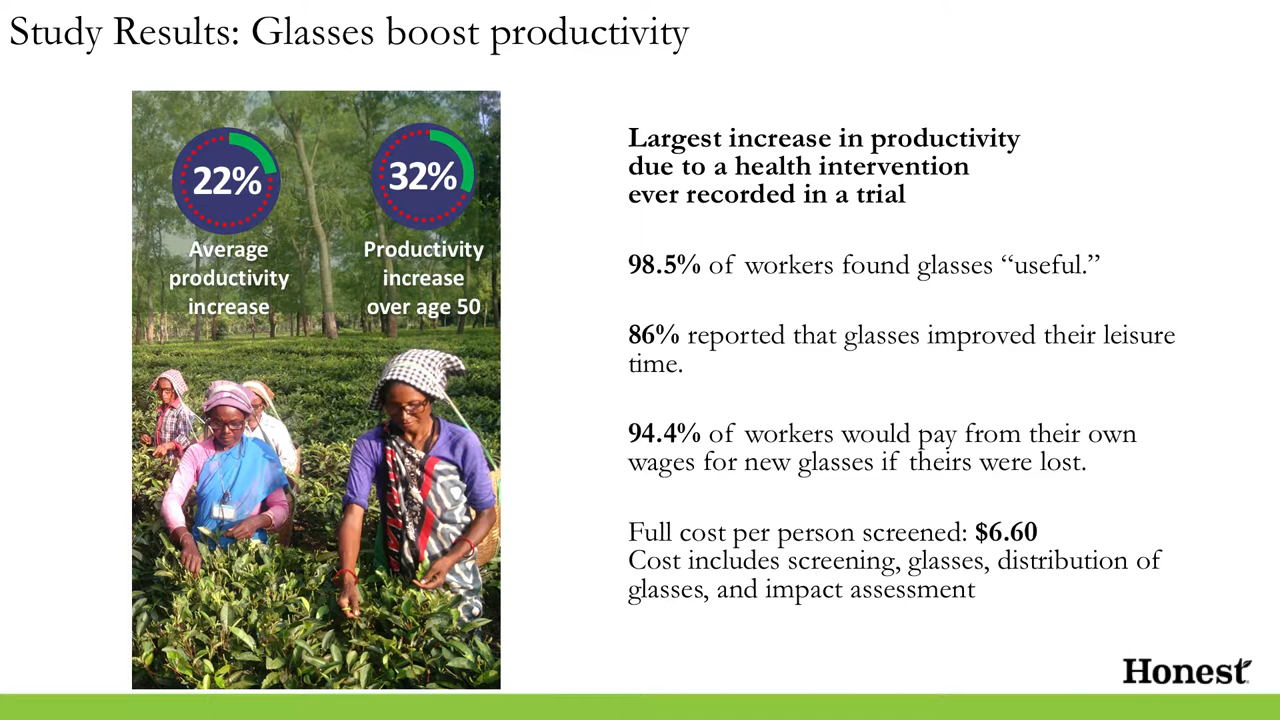 Study Results: Glasses boost productivity
22%
Average
productivity
increase
32%
Productivity
increase
over age 50
Largest increase in productivity
due to a health intervention
ever recorded in a trial
98.5% of workers found glasses “useful.”
86% reported that glasses improved their leisure
time.
94.4% of workers would pay from their own
wages for new glasses if theirs were lost.
Full cost per person screened: $6.60
Cost includes screening, glasses, distribution of
glasses, and impact assessment
Honest